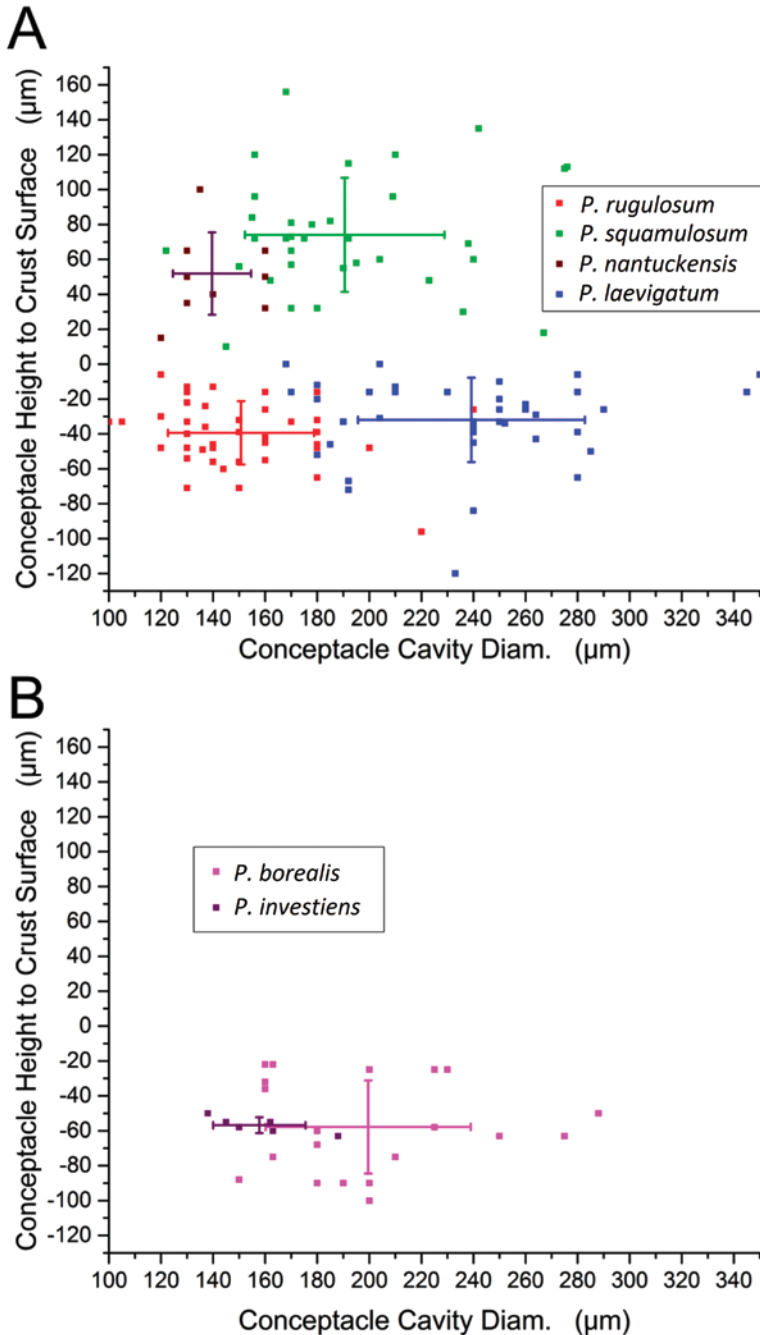 A
Conceptacle Height to Crust Surface (µm)
160
140
120
100
80
60
40
20
0
-20
-40
-60
-80
-100
-120
P. rugulosum
P. squamulosum
P. nantuckensis
P. laevigatum
100 120 140 160 180 200 220 240 260 280 300 320 340
Conceptacle Cavity Diam. (µm)
B
Conceptacle Height to Crust Surface (µm)
160
140
120
100
80
60
40
20
0
-20
-40
-60
-80
-100
-120
P. borealis
P. investiens
100 120 140 160 180 200 220 240 260 280 300 320 340
Conceptacle Cavity Diam. (µm)